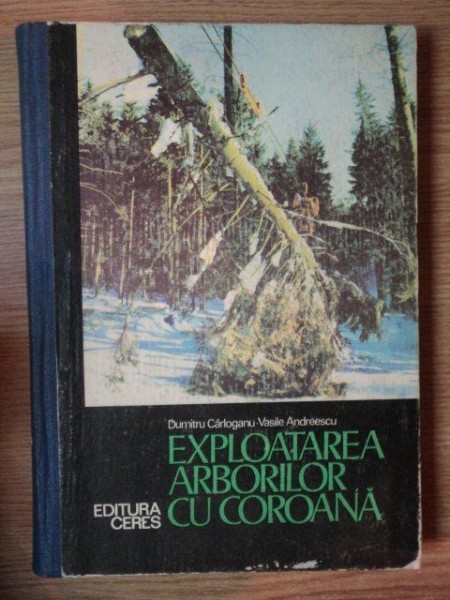 Dumitru Cârloganu-Vasile Andreescu
EXPLOATAREA
ARBORILOR
CU COROANĂ
EDITURA
CERES